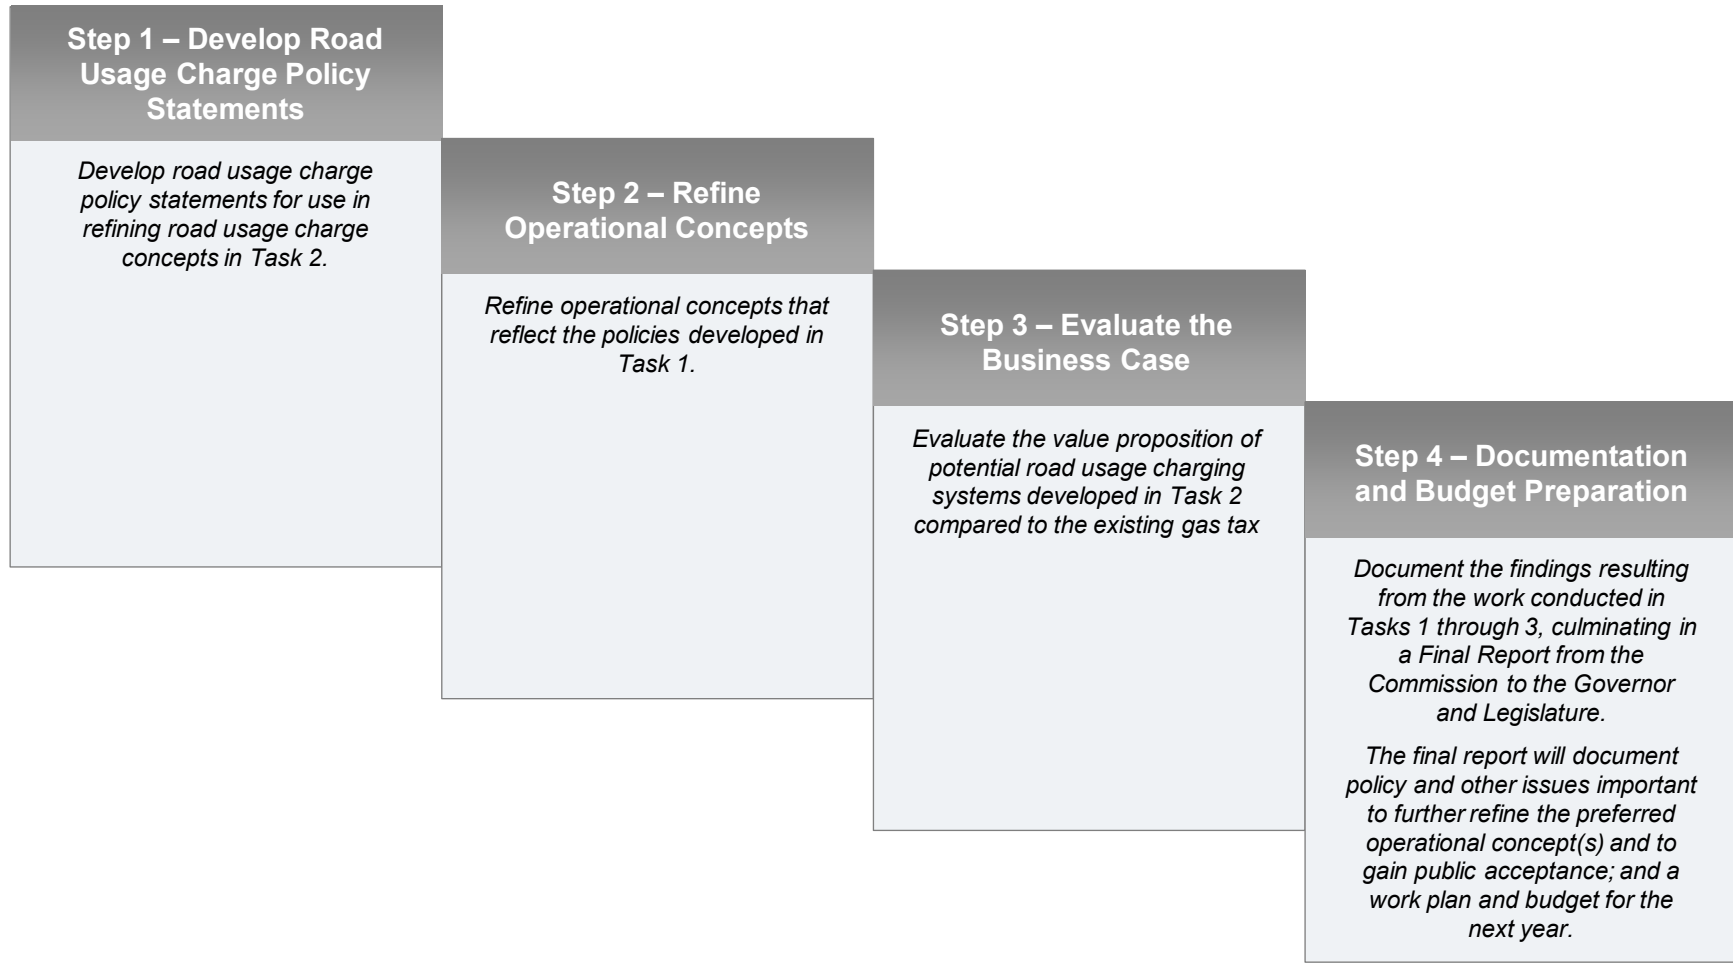 Step 1 – Develop Road
Usage Charge Policy
Statements
Develop road usage charge
policy statements for use in
refining road usage charge
concepts in Task 2.
Step 2 – Refine
Operational Concepts
Refine operational concepts that
reflect the policies developed in
Task 1.
Step 3 – Evaluate the
Business Case
Evaluate the value proposition of
potential road usage charging
systems developed in Task 2
compared to the existing gas tax
Step 4 – Documentation
and Budget Preparation
Document the findings resulting
from the work conducted in
Tasks 1 through 3, culminating in
a Final Report from the
Commission to the Governor
and Legislature.
The final report will document
policy and other issues important
to further refine the preferred
operational concept(s) and to
gain public acceptance; and a
work plan and budget for the
next year.